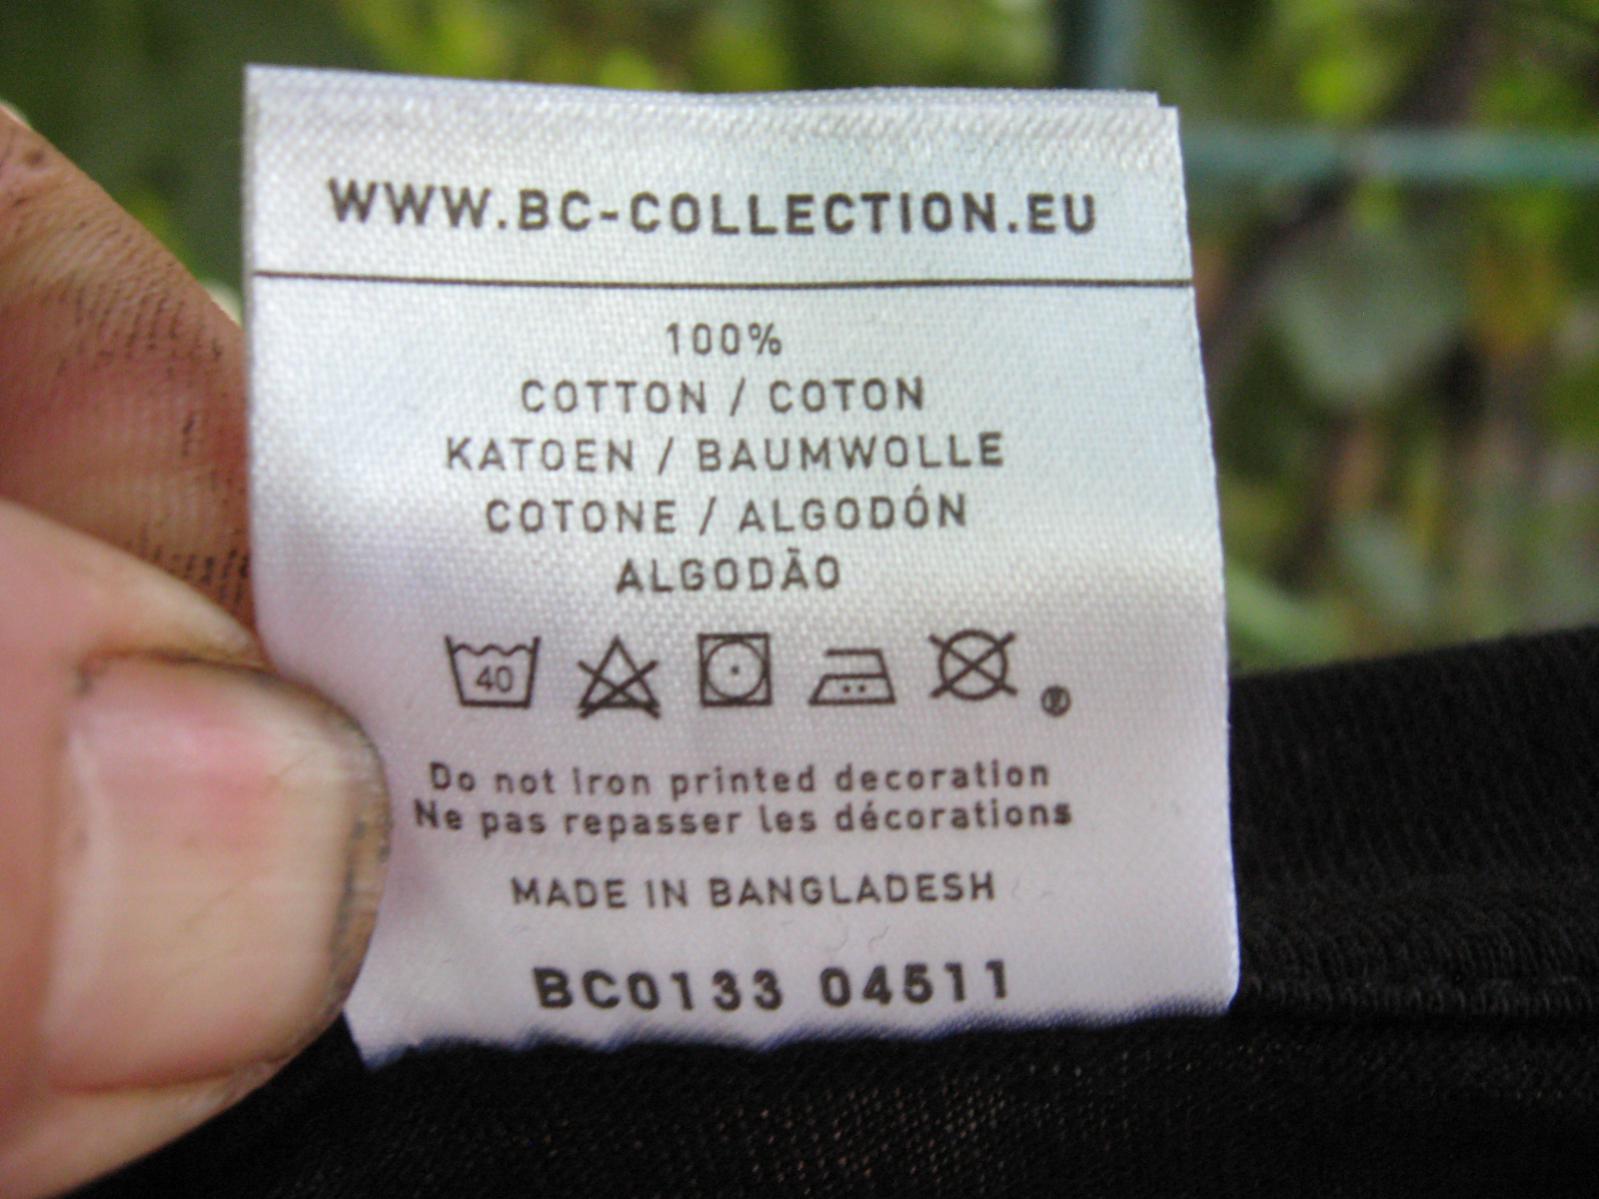 WWW.BC-COLLECTION.EU
100%
COTTON / COTON
KATOEN / BAUMWOLLE
COTONE / ALGODÓN
ALGODÃO
40
®
Do not iron printed decoration
Ne pas repasser les décorations
MADE IN BANGLADESH
BC0133 04511